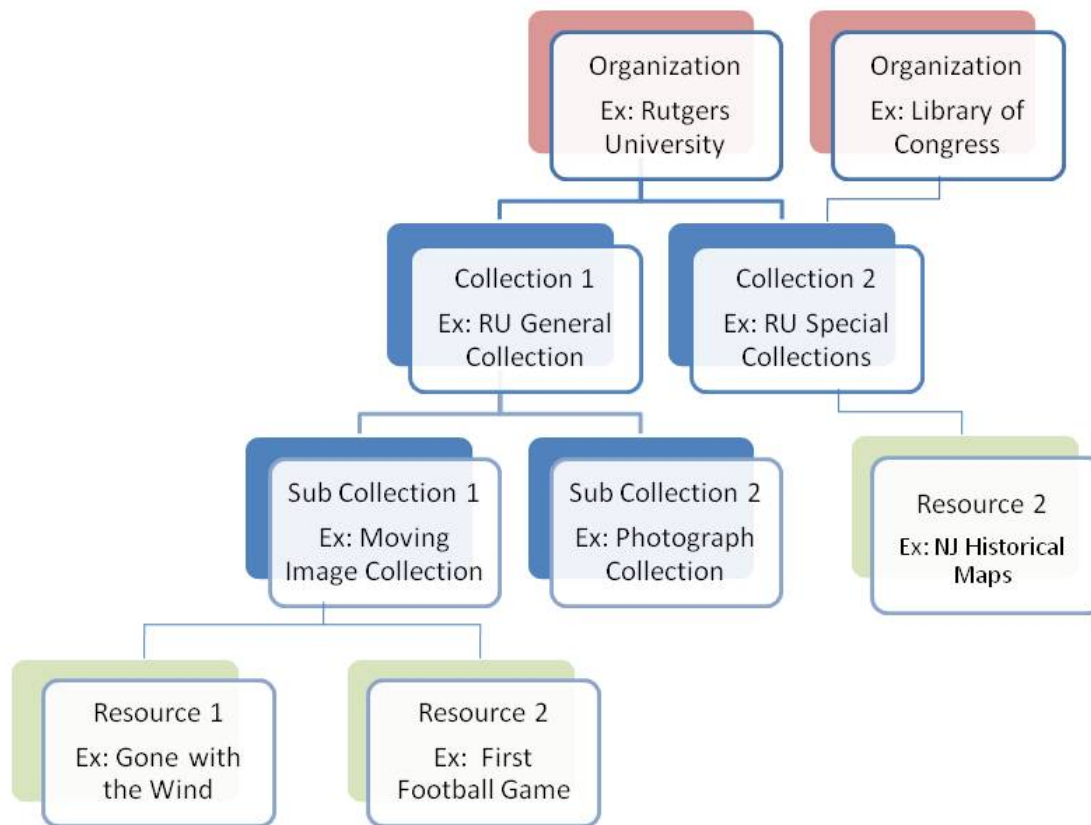 Organization
Ex: Rutgers
University
Organization
Ex: Library of
Congress
Collection 1
Ex: RU General
Collection
Collection 2
Ex: RU Special
Collections
Sub Collection 1
Ex: Moving
Image Collection
Sub Collection 2
Ex: Photograph
Collection
Resource 2
Ex: NJ Historical
Maps
Resource 1
Ex: Gone with
the Wind
Resource 2
Ex: First
Football Game